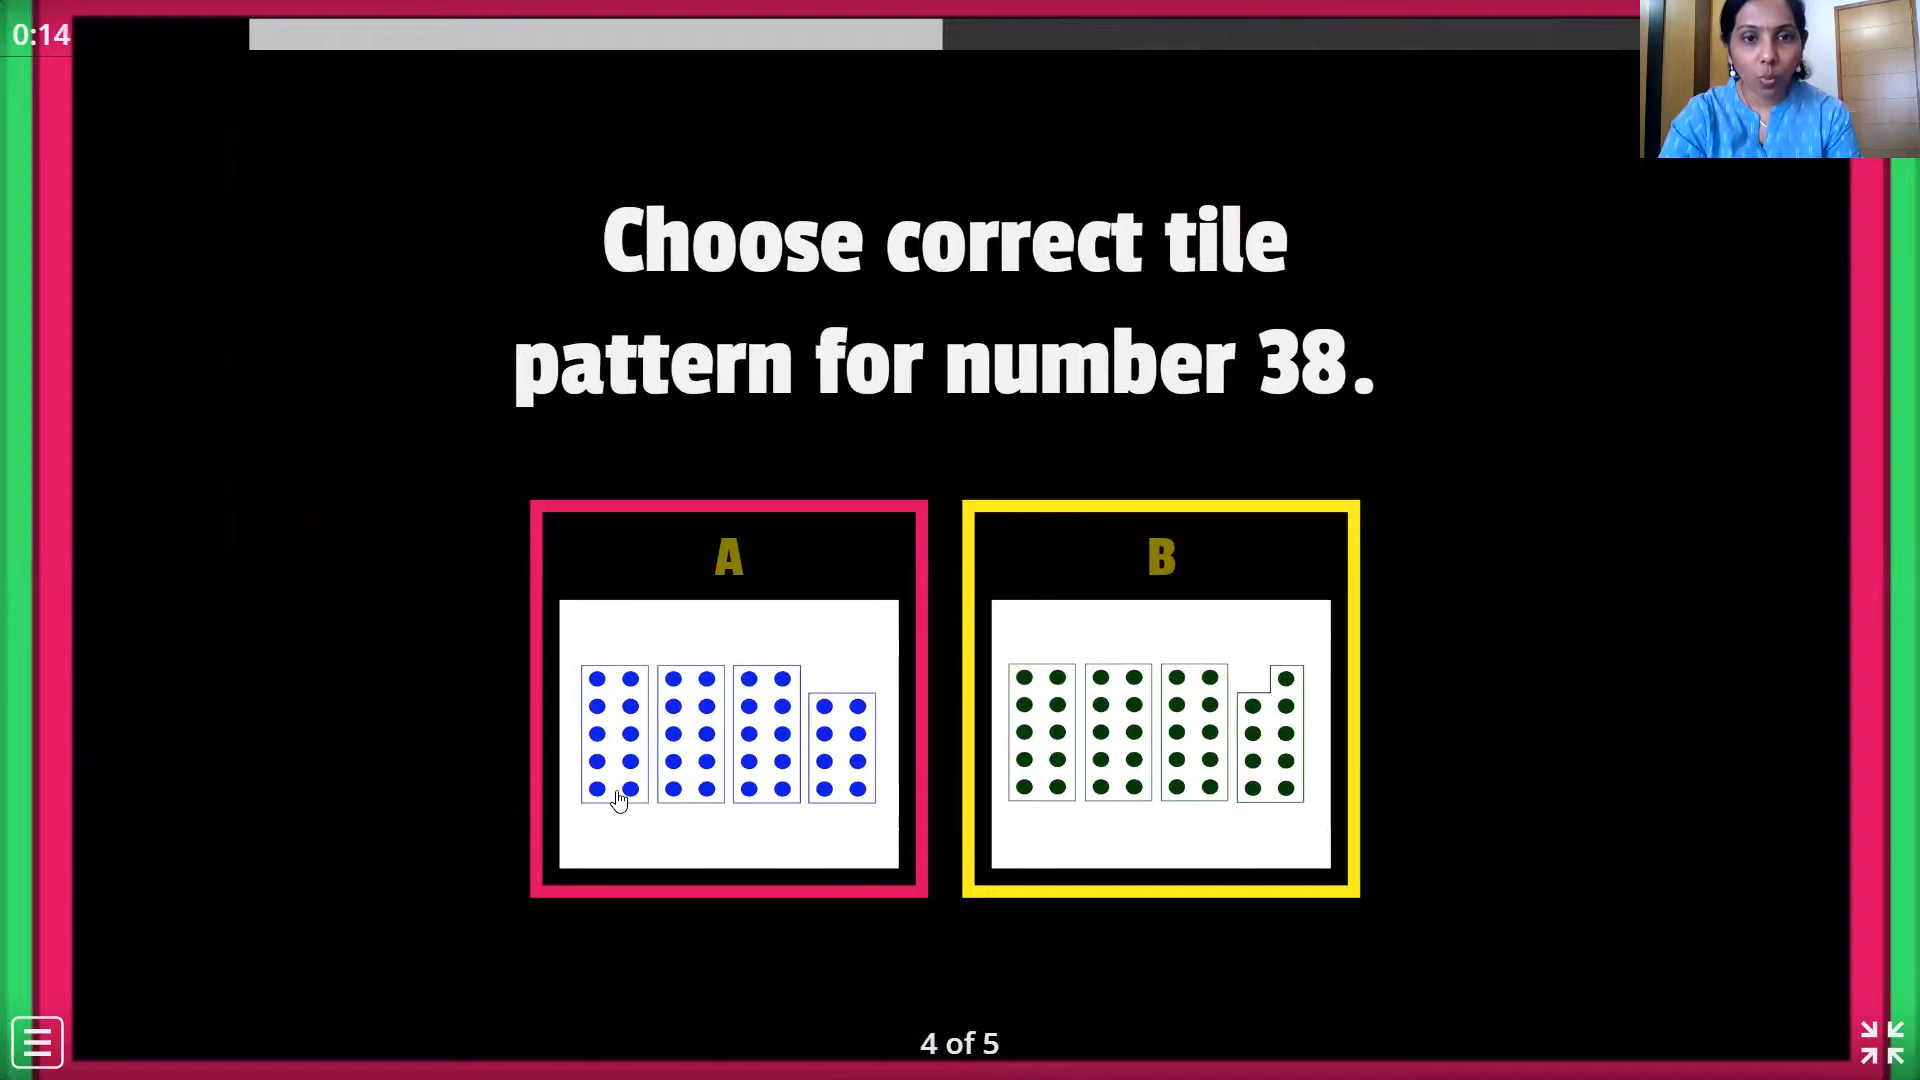 0:14
Choose correct tile
pattern for number 38.
A
B
4 of 5